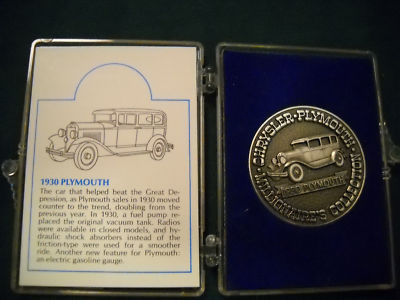 1930 PLYMOUTH
The car that helped beat the Great De-
pression, as Plymouth sales in 1930 moved
counter to the trend, doubling from the
previous year. In 1930, a fuel pump re-
placed the original vacuum tank. Radios
were available in closed models, and hy-
draulic shock absorbers instead of the
friction-type were used for a smoother
ride. Another new feature for Plymouth:
an electric gasoline gauge.
CHRYSLER·PLYMOUTH
1930 PLYMOUTH
MILLIONAIRE'S COLLECTION